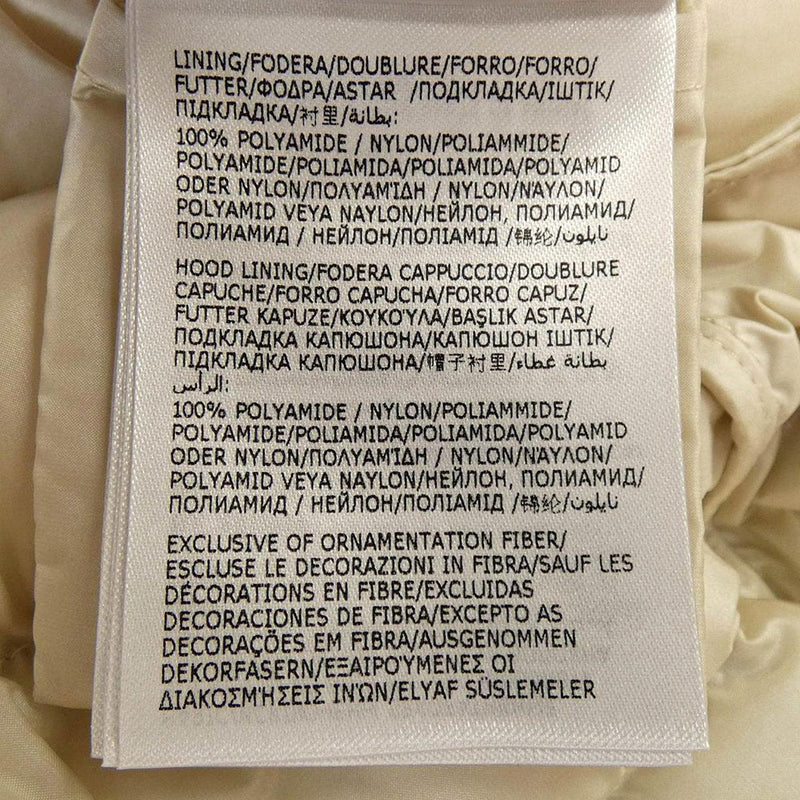 LINING/FODERA/DOUBLURE/FORRO/FORRO/
FUTTER/ΦΟΔΡΑ/ASTAR /ПОДКЛАДКА/ІШТІК/
ПІДКЛАДКА/衬里/بطانة:
100% POLYAMIDE / NYLON/POLIAMMIDE/
POLYAMIDE/POLIAMIDA/POLIAMIDA/POLYAMID
ODER NYLON/ΠΟΛΥΑΜΊΔΗ / NYLON/ΝΆΥΛΟΝ/
POLYAMID VEYA NAYLON/НЕЙЛОН, ПОЛИАМИД/
ПОЛИАМИД / НЕЙЛОН/ПОЛІАМІД /锦纶/نايلون
HOOD LINING/FODERA CAPPUCCIO/DOUBLURE
CAPUCHE/FORRO CAPUCHA/FORRO CAPUZ/
FUTTER KAPUZE/ΚΟΥΚΟΎΛΑ/BAŞLIK ASTAR/
ПОДКЛАДКА КАПЮШОНА/КАПЮШОН ІШТІК/
ПІДКЛАДКА КАПЮШОНА/帽子衬里/بطانة غطاء
الرأس:
100% POLYAMIDE / NYLON/POLIAMMIDE/
POLYAMIDE/POLIAMIDA/POLIAMIDA/POLYAMID
ODER NYLON/ΠΟΛΥΑΜΊΔΗ / NYLON/ΝΆΥΛΟΝ/
POLYAMID VEYA NAYLON/НЕЙЛОН, ПОЛИАМИД/
ПОЛИАМИД / НЕЙЛОН/ПОЛІАМІД /锦纶/نايلون
EXCLUSIVE OF ORNAMENTATION FIBER/
ESCLUSE LE DECORAZIONI IN FIBRA/SAUF LES
DÉCORATIONS EN FIBRE/EXCLUIDAS
DECORACIONES DE FIBRA/EXCEPTO AS
DECORAÇÕES EM FIBRA/AUSGENOMMEN
DEKORFASERN/ΕΞΑΙΡΟΎΜΕΝΕΣ ΟΙ
ΔΙΑΚΟΣΜΉΣΕΙΣ ΙΝΏΝ/ELYAF SÜSLEMELER